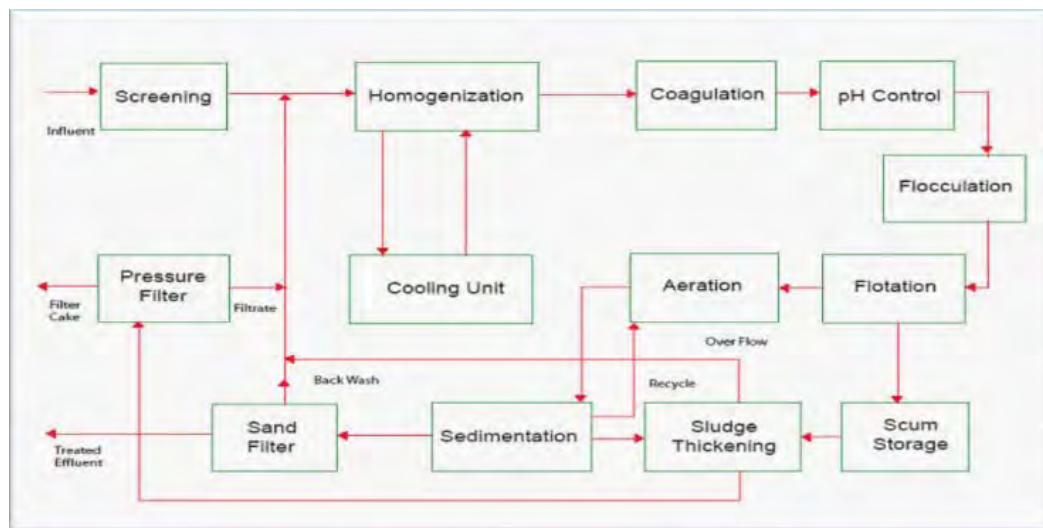 Screening
Homogenization
Coagulation
pH Control
Influent
Flocculation
Pressure
Filter
Cooling Unit
Aeration
Flotation
Filter
Cake
Filtrate
Over Flow
Back Wash
Recycle
Sand
Filter
Sedimentation
Sludge
Thickening
Scum
Storage
Treated
Effluent